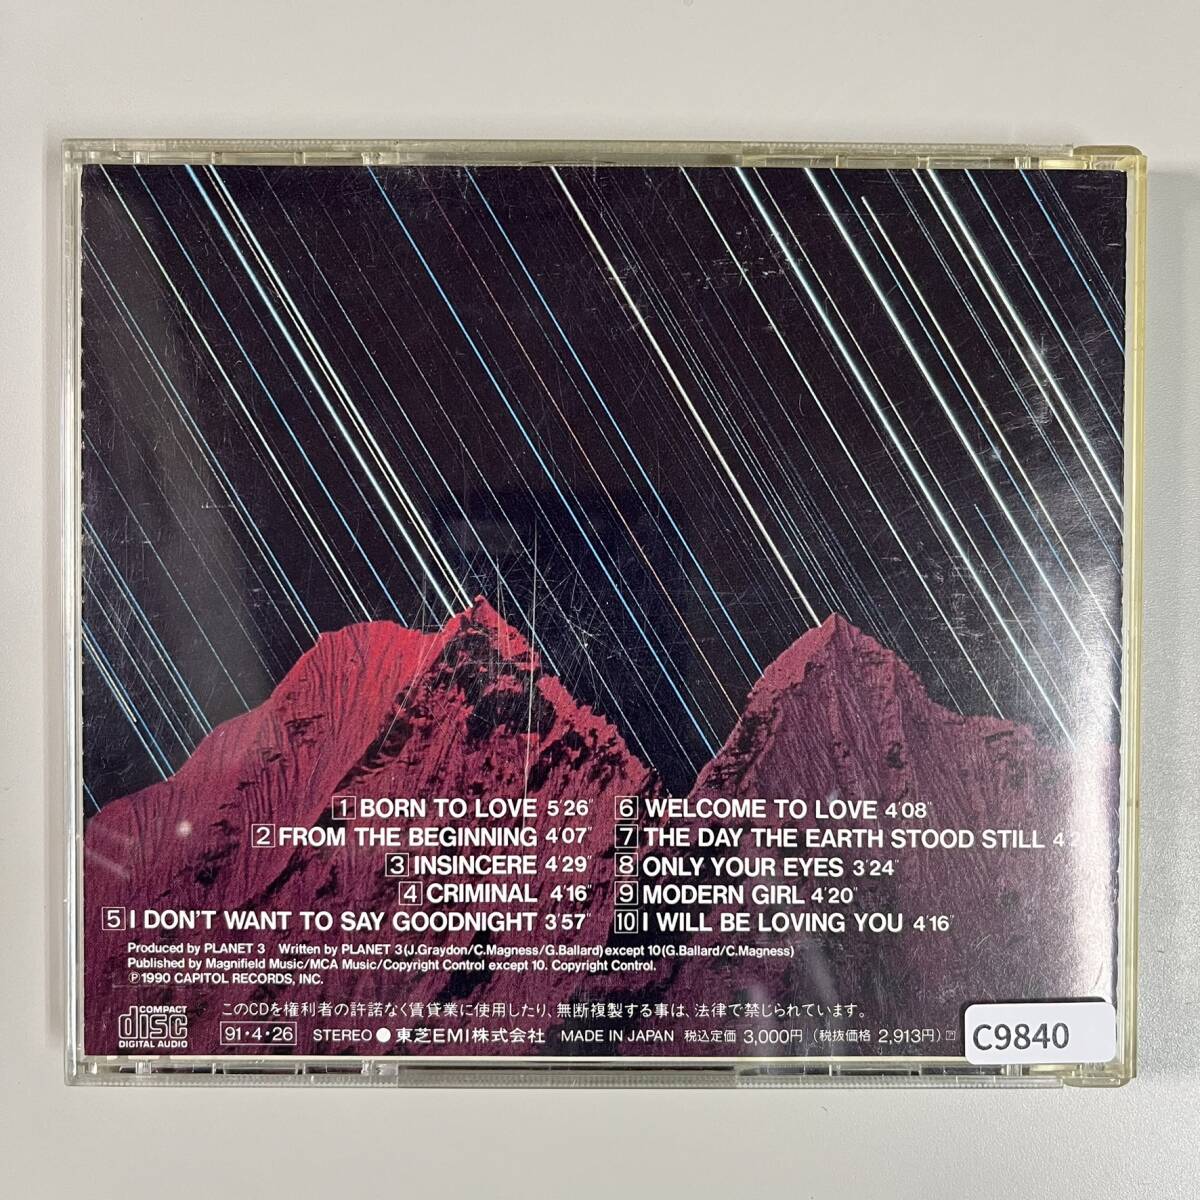 1 BORN TO LOVE 5'26"
2 FROM THE BEGINNING 4'07"
3 INSINCERE 4'29"
4 CRIMINAL 4'16"
5 I DON'T WANT TO SAY GOODNIGHT 3'57"
6 WELCOME TO LOVE 4'08"
7 THE DAY THE EARTH STOOD STILL
8 ONLY YOUR EYES 3'24"
9 MODERN GIRL 4'20"
10 I WILL BE LOVING YOU 4'16"
Produced by PLANET 3 Written by PLANET 3(J.Graydon/C.Magness/G.Ballard) except 10(G.Ballard/C.Magness)
Published by Magnifield Music/MCA Music/Copyright Control except 10. Copyright Control.
℗1990 CAPITOL RECORDS, INC.
このCDを権利者の許諾なく賃貸業に使用したり、無断複製する事は、法律で禁じられています。
COMPACT disc DIGITAL AUDIO
91・4・26 STEREO ● 東芝EMI株式会社 MADE IN JAPAN 税込定価 3,000円 (税抜価格 2,913円)
C9840